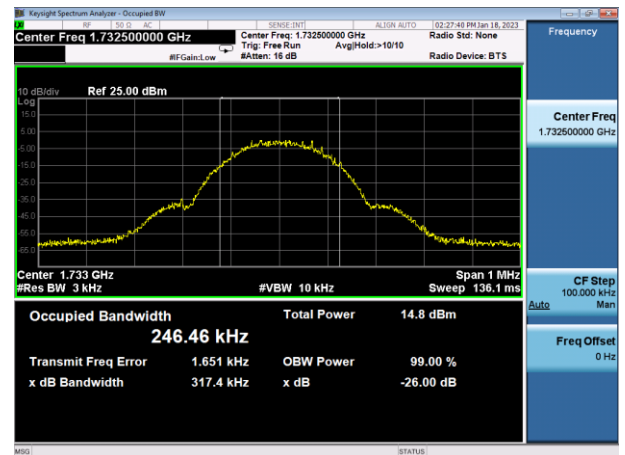 Keysight Spectrum Analyzer - Occupied BW
RF 50 Ω AC SENSE:INT ALIGN AUTO 02:27:40 PM Jan 18, 2023
Center Freq 1.732500000 GHz
Center Freq: 1.732500000 GHz
Radio Std: None
Trig: Free Run Avg|Hold:>10/10
#IFGain:Low
#Atten: 16 dB
Radio Device: BTS
10 dB/div Ref 25.00 dBm
Log
15.0
5.00
-5.00
-15.0
-25.0
-35.0
-45.0
-55.0
-65.0
Center 1.733 GHz Span 1 MHz
#Res BW 3 kHz #VBW 10 kHz Sweep 136.1 ms
Occupied Bandwidth Total Power 14.8 dBm
246.46 kHz
Transmit Freq Error 1.651 kHz OBW Power 99.00 %
x dB Bandwidth 317.4 kHz x dB -26.00 dB
Frequency
Center Freq
1.732500000 GHz
CF Step
100.000 kHz
Auto Man
Freq Offset
0 Hz
MSG STATUS